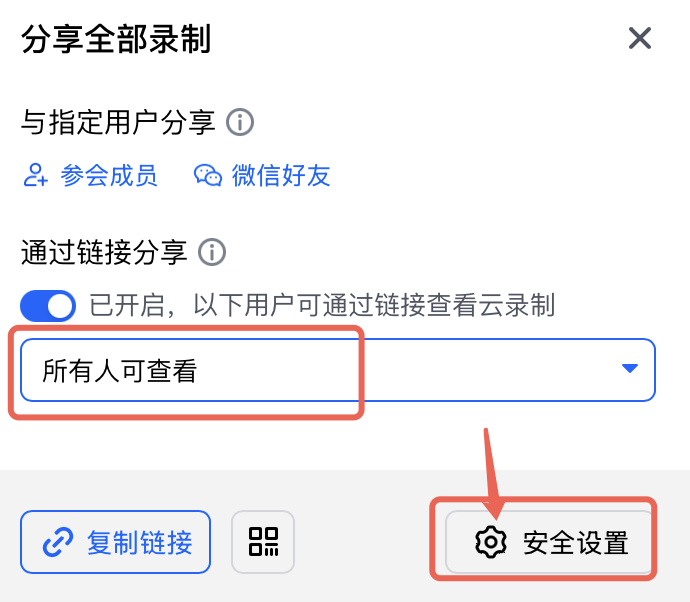 分享全部录制
与指定用户分享
参会成员 微信好友
通过链接分享
已开启，以下用户可通过链接查看云录制
所有人可查看
复制链接 安全设置